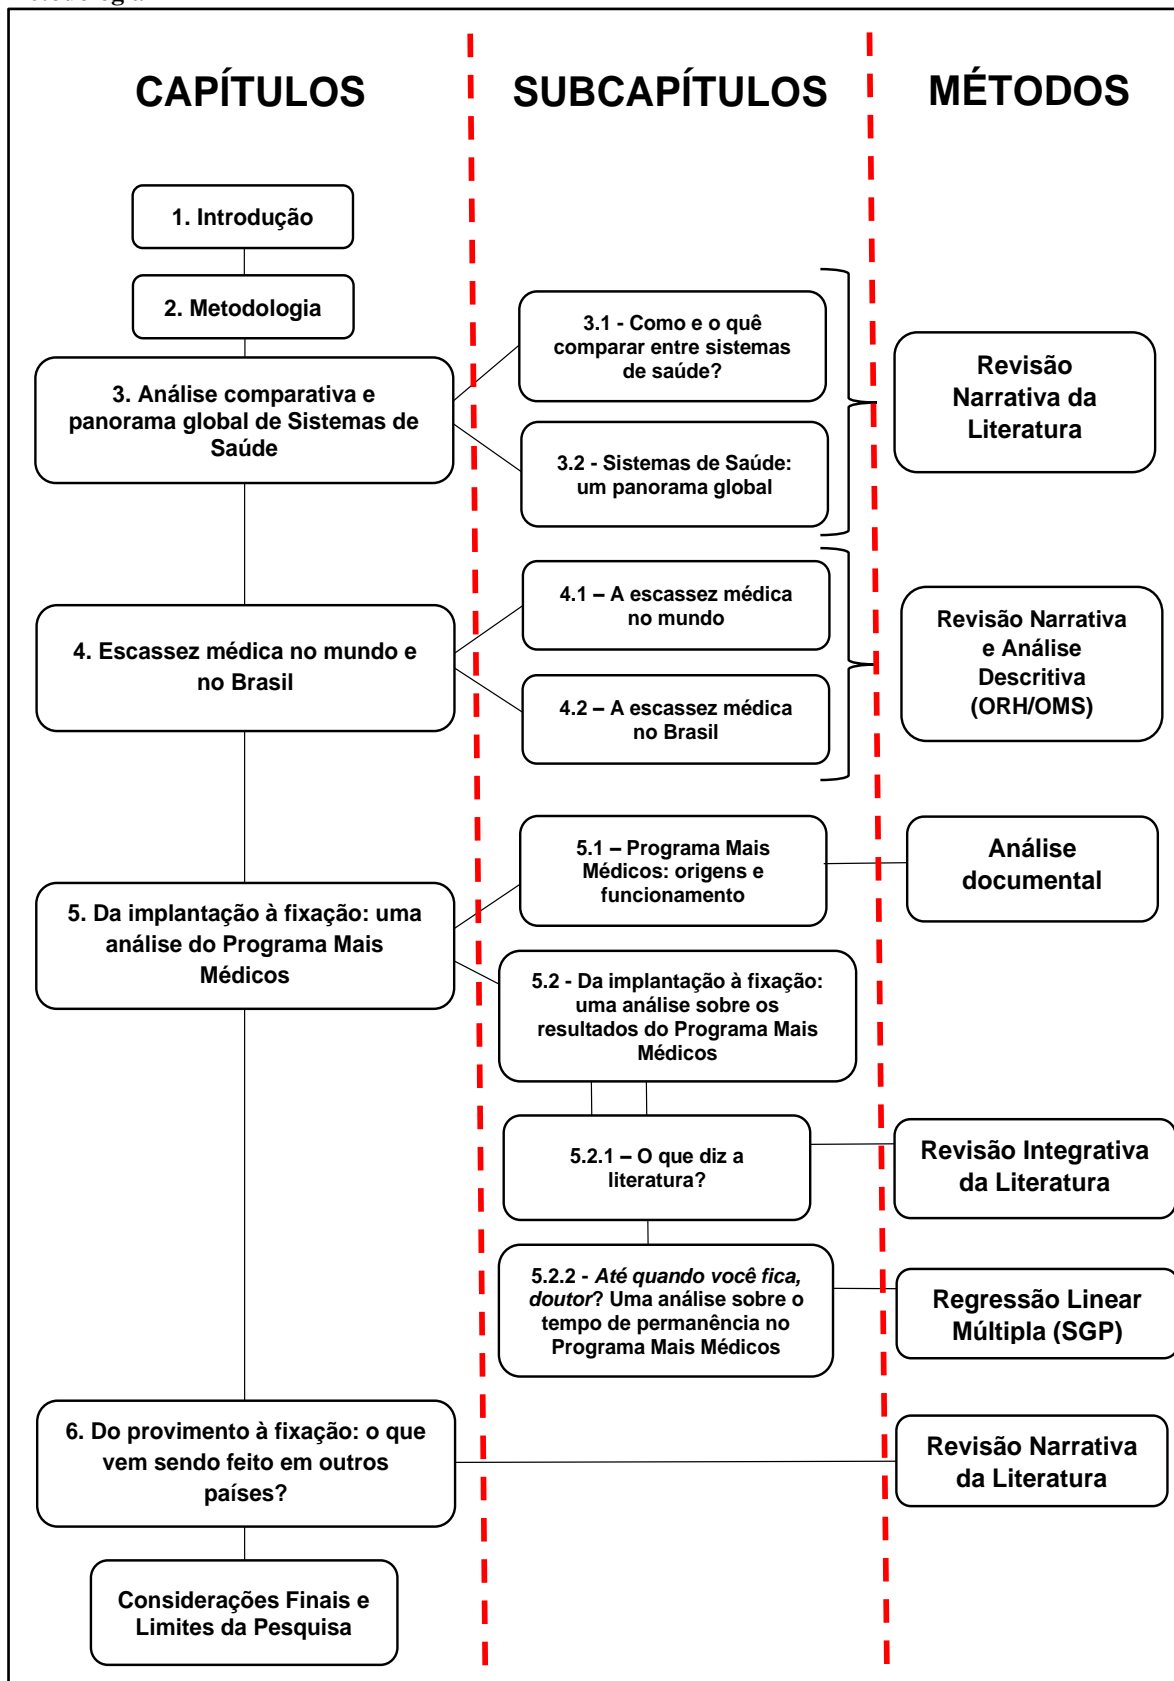 CAPÍTULOS
SUBCAPÍTULOS
MÉTODOS
1. Introdução
2. Metodologia
3. Análise comparativa e
panorama global de Sistemas de
Saúde
3.1 - Como e o quê
comparar entre sistemas
de saúde?
3.2 - Sistemas de Saúde:
um panorama global
Revisão
Narrativa da
Literatura
4. Escassez médica no mundo e
no Brasil
4.1 – A escassez médica
no mundo
4.2 – A escassez médica
no Brasil
Revisão Narrativa
e Análise
Descritiva
(ORH/OMS)
5. Da implantação à fixação: uma
análise do Programa Mais
Médicos
5.1 – Programa Mais
Médicos: origens e
funcionamento
Análise
documental
5.2 - Da implantação à fixação:
uma análise sobre os
resultados do Programa Mais
Médicos
5.2.1 – O que diz a
literatura?
Revisão Integrativa
da Literatura
5.2.2 - Até quando você fica,
doutor? Uma análise sobre o
tempo de permanência no
Programa Mais Médicos
Regressão Linear
Múltipla (SGP)
6. Do provimento à fixação: o que
vem sendo feito em outros
países?
Revisão Narrativa
da Literatura
Considerações Finais e
Limites da Pesquisa